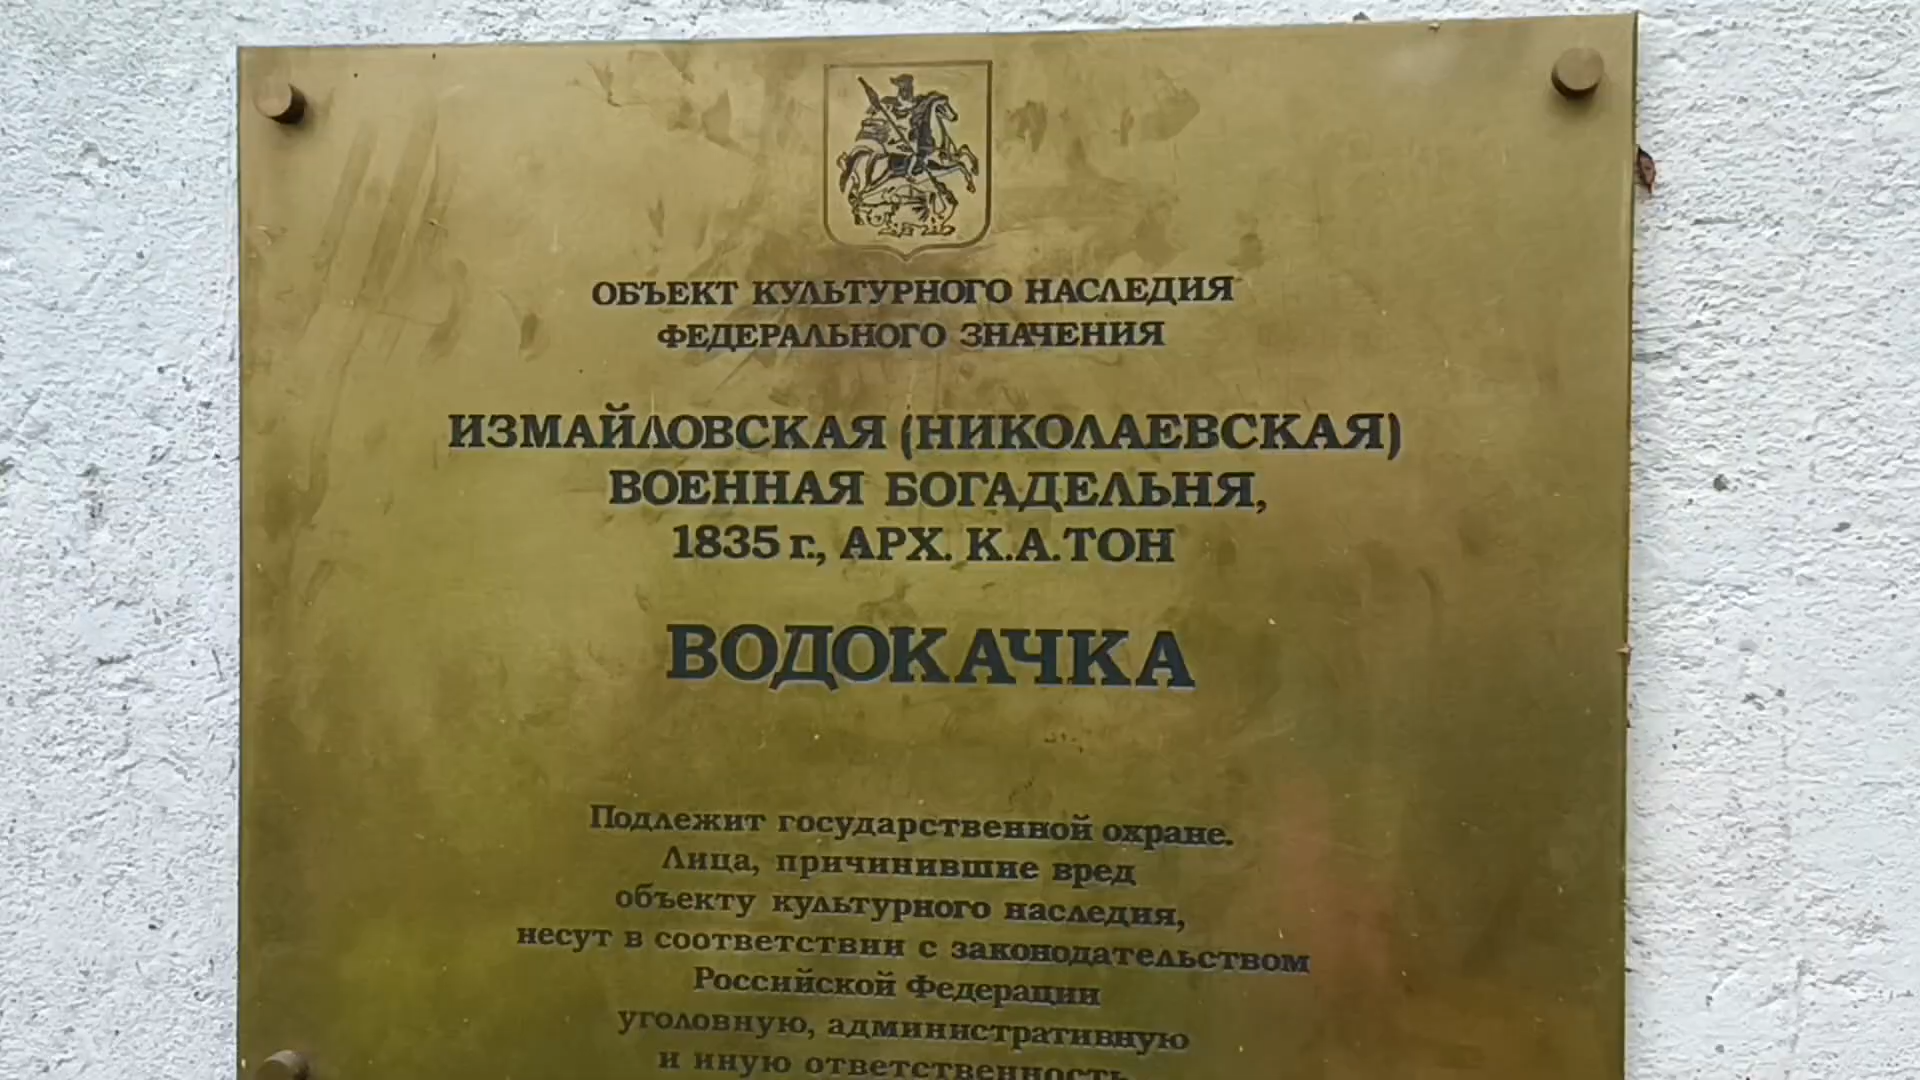 ОБЪЕКТ КУЛЬТУРНОГО НАСЛЕДИЯ
ФЕДЕРАЛЬНОГО ЗНАЧЕНИЯ
ИЗМАЙЛОВСКАЯ (НИКОЛАЕВСКАЯ)
ВОЕННАЯ БОГАДЕЛЬНЯ,
1835 г., АРХ. К.А.ТОН
ВОДОКАЧКА
Подлежит государственной охране.
Лица, причинившие вред
объекту культурного наследия,
несут в соответствии с законодательством
Российской Федерации
уголовную, административную
и иную ответственность